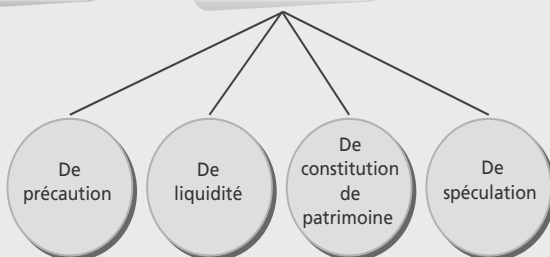 De
précaution
De
liquidité
De
constitution
de
patrimoine
De
spéculation